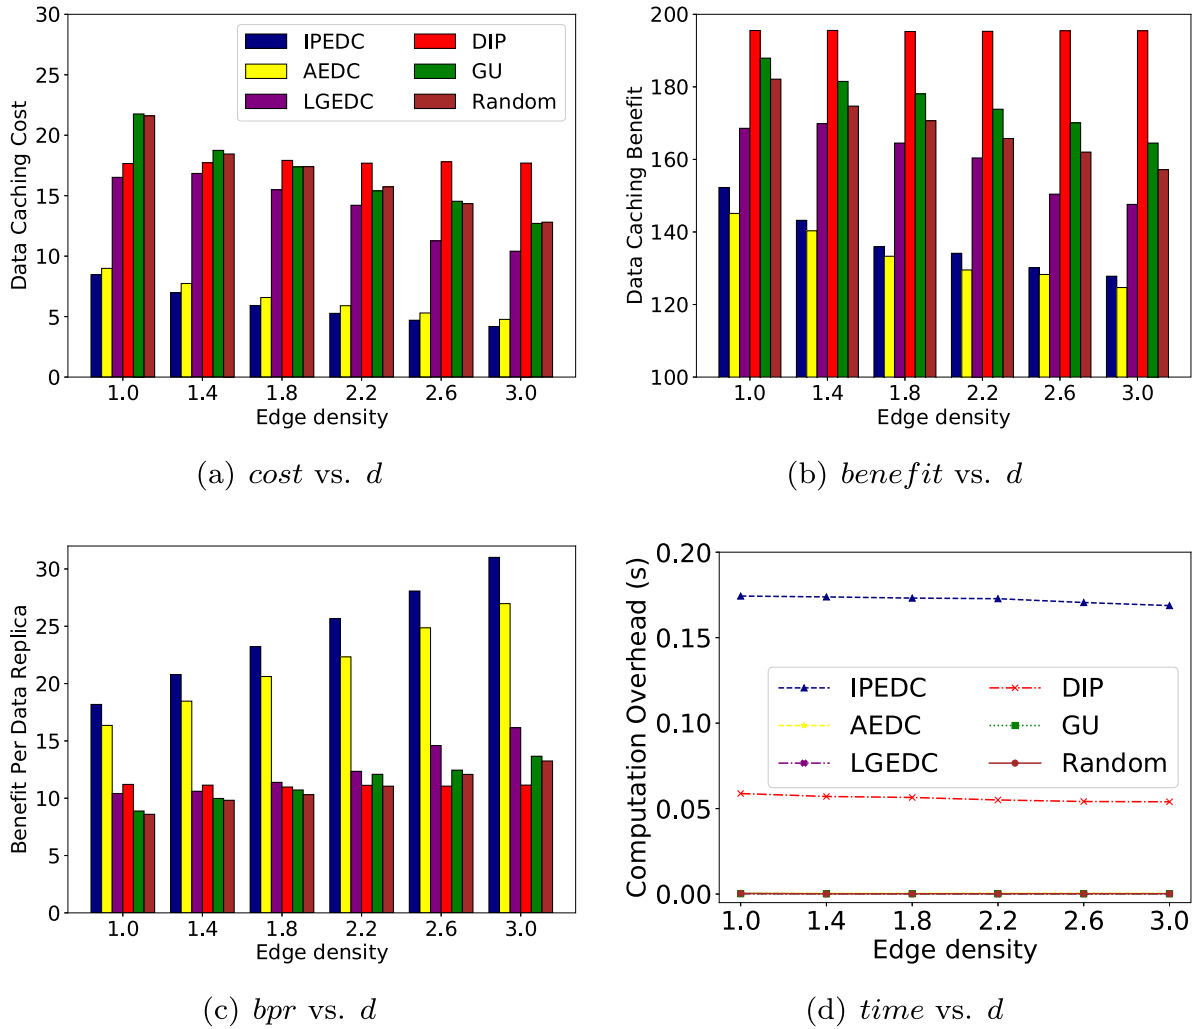 30
25
20
15
10
5
0
Data Caching Cost
IPEDC
AEDC
LGEDC
DIP
GU
Random
1.0 1.4 1.8 2.2 2.6 3.0
Edge density
(a) cost vs. d
200
180
160
140
120
100
Data Caching Benefit
1.0 1.4 1.8 2.2 2.6 3.0
Edge density
(b) benefit vs. d
30
25
20
15
10
5
0
Benefit Per Data Replica
1.0 1.4 1.8 2.2 2.6 3.0
Edge density
(c) bpr vs. d
0.20
0.15
0.10
0.05
0.00
Computation Overhead (s)
IPEDC
AEDC
LGEDC
DIP
GU
Random
1.0 1.4 1.8 2.2 2.6 3.0
Edge density
(d) time vs. d